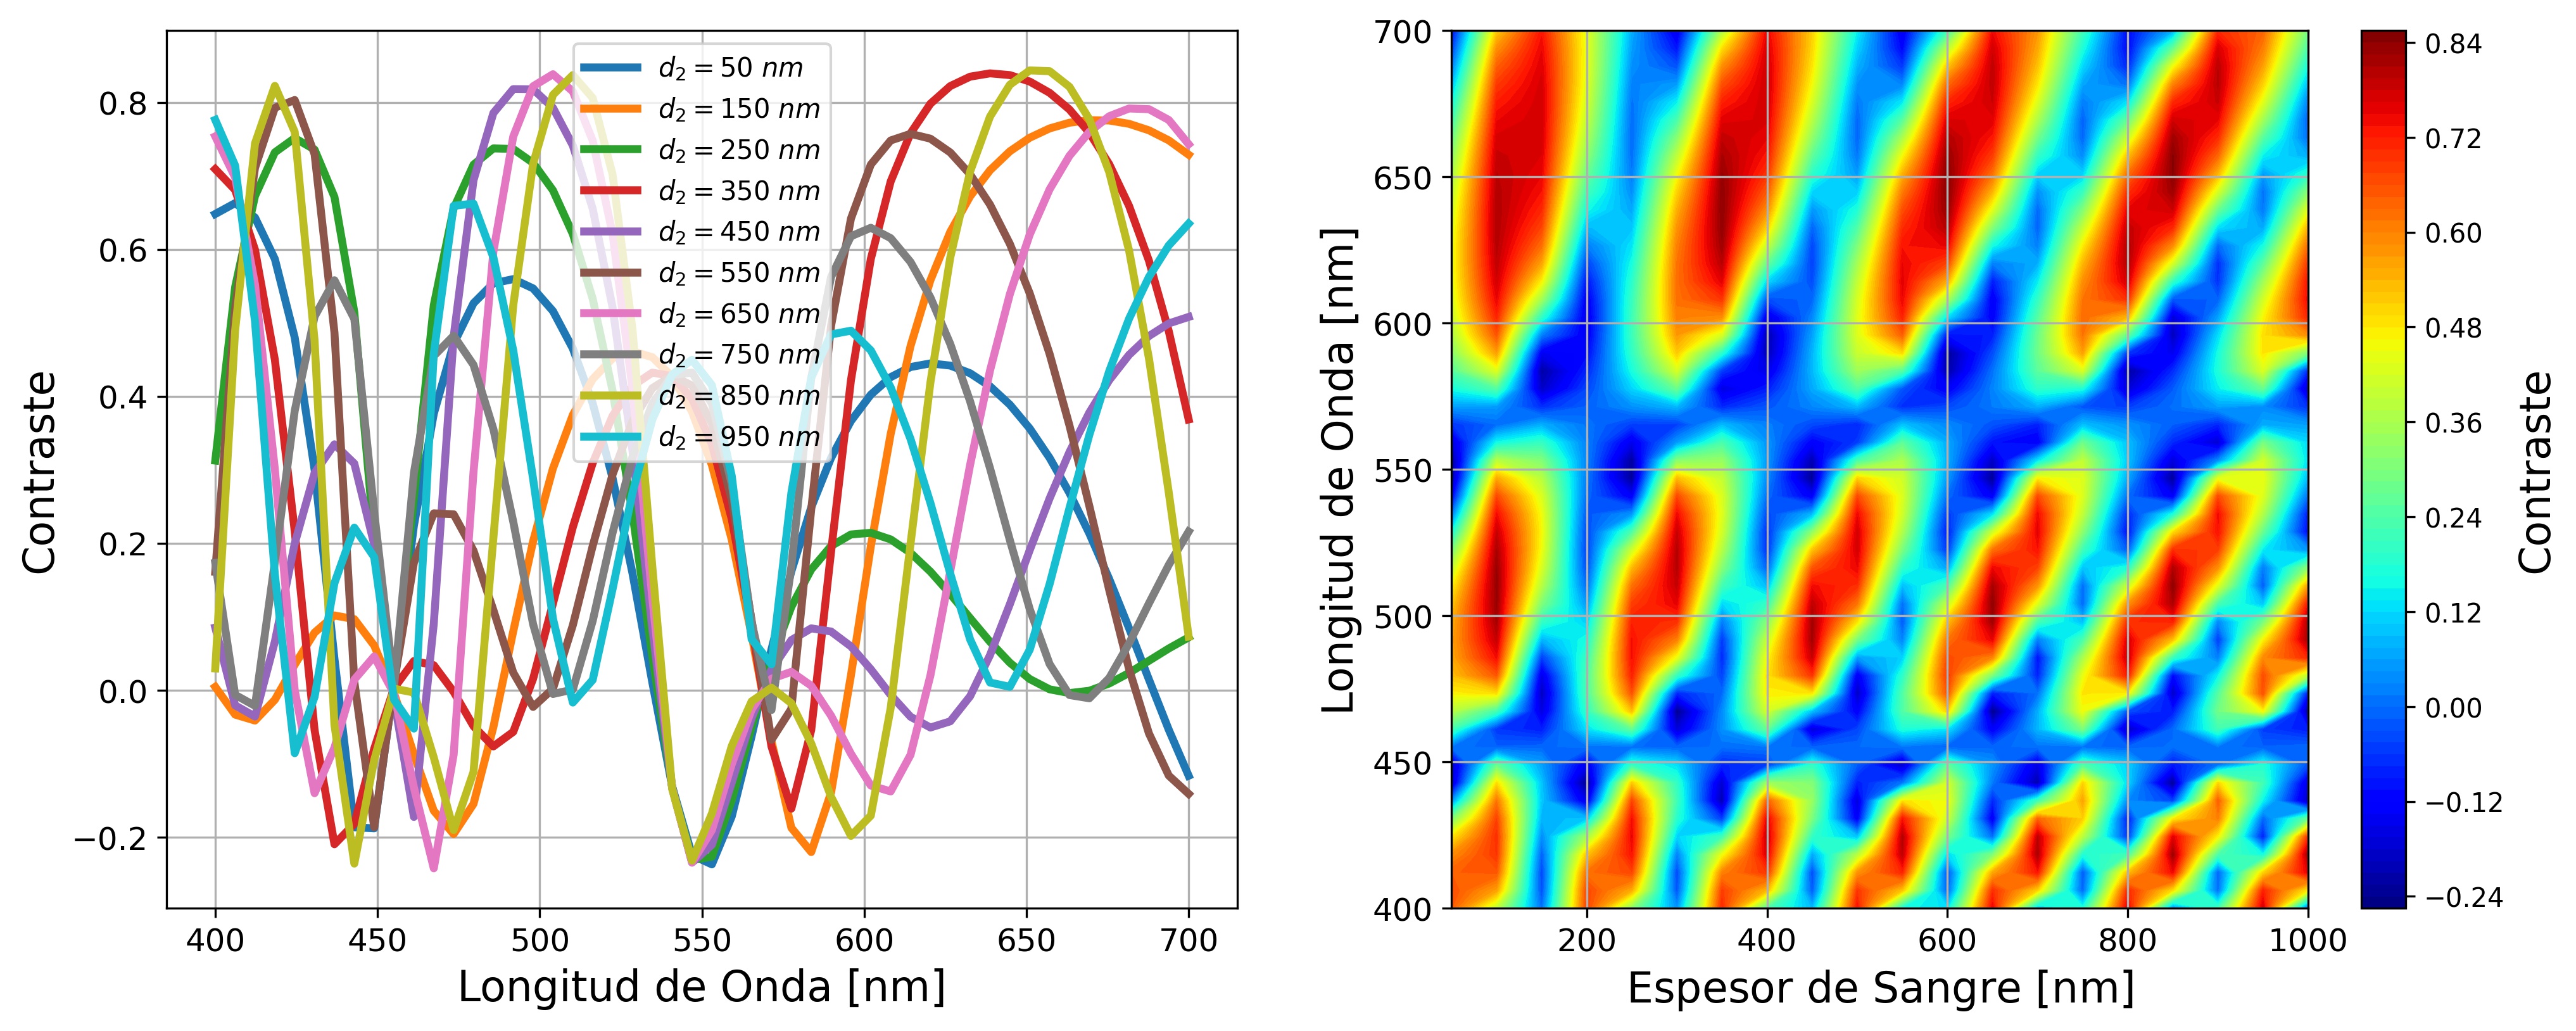 Contraste
0.8
0.6
0.4
0.2
0.0
−0.2
400
450
500
550
600
650
700
Longitud de Onda [nm]
d₂ = 50 nm
d₂ = 150 nm
d₂ = 250 nm
d₂ = 350 nm
d₂ = 450 nm
d₂ = 550 nm
d₂ = 650 nm
d₂ = 750 nm
d₂ = 850 nm
d₂ = 950 nm
Longitud de Onda [nm]
700
650
600
550
500
450
400
200
400
600
800
1000
Espesor de Sangre [nm]
0.84
0.72
0.60
0.48
0.36
0.24
0.12
0.00
−0.12
−0.24
Contraste